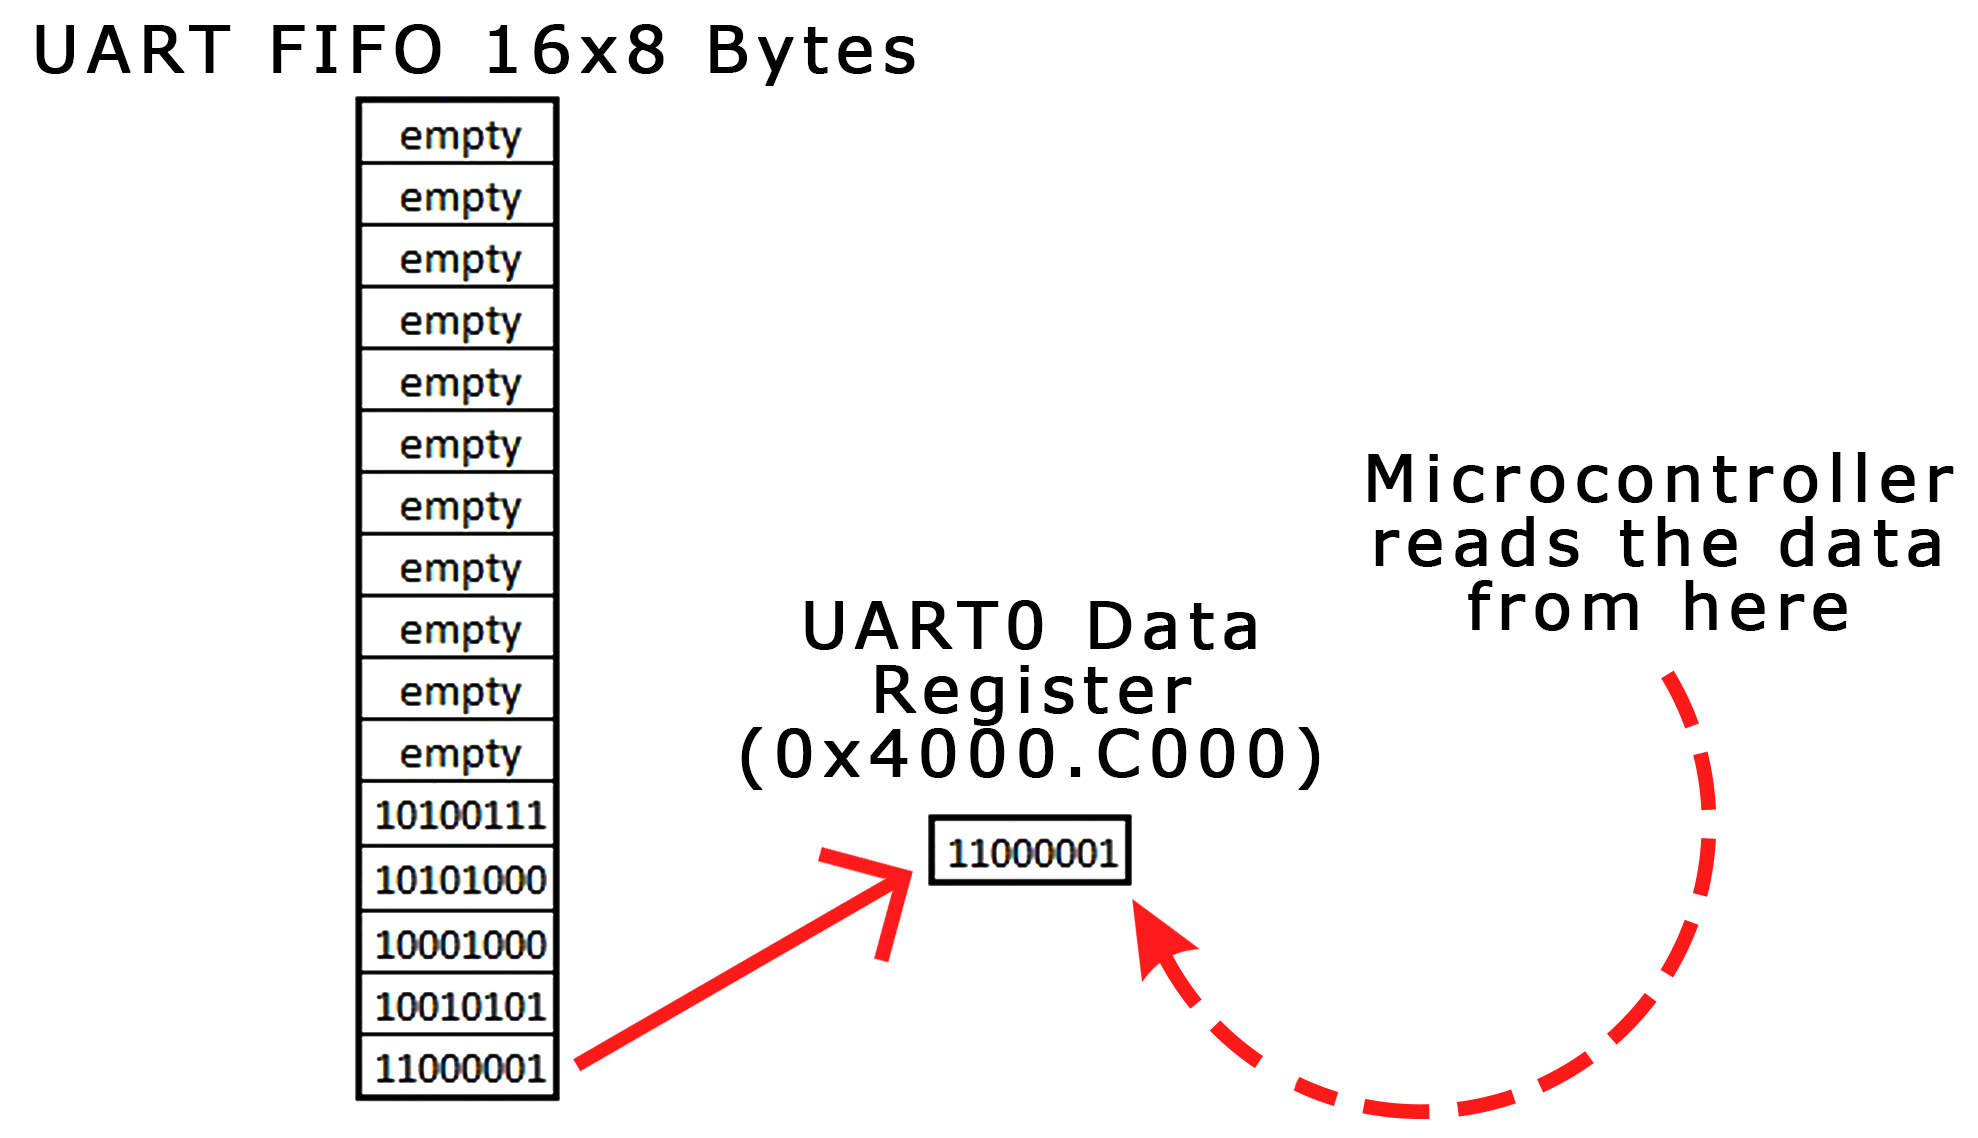 UART FIFO 16x8 Bytes
empty
empty
empty
empty
empty
empty
empty
empty
empty
empty
empty
10100111
10101000
10001000
10010101
11000001
UART0 Data
Register
(0x4000.C000)
11000001
Microcontroller
reads the data
from here